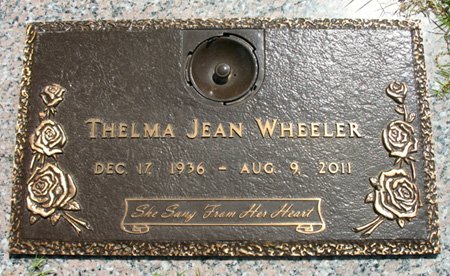 THELMA JEAN WHEELER
DEC. 17, 1936 - AUG. 9, 2011
She Sang From Her Heart